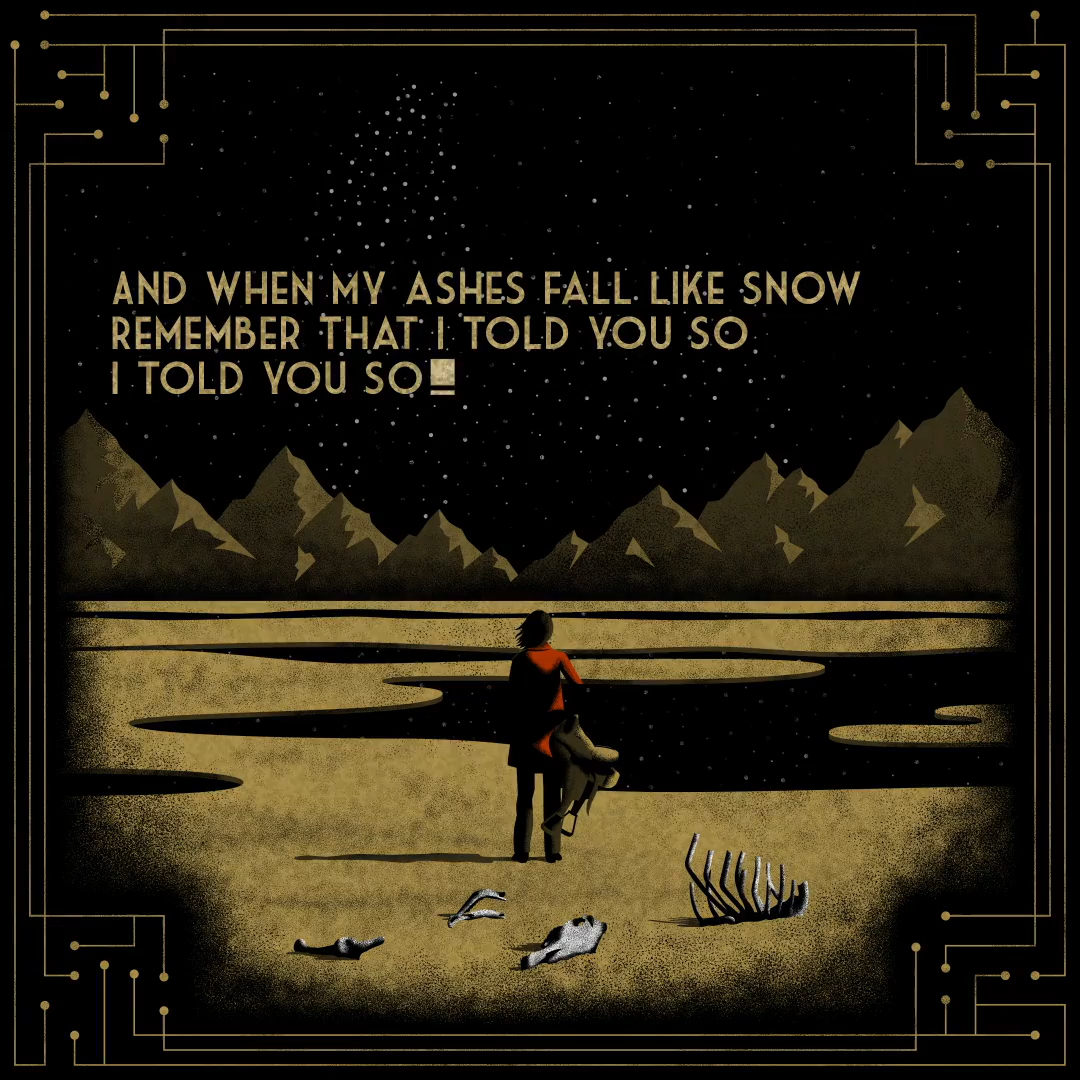 AND WHEN MY ASHES FALL LIKE SNOW
REMEMBER THAT I TOLD YOU SO
I TOLD YOU SO